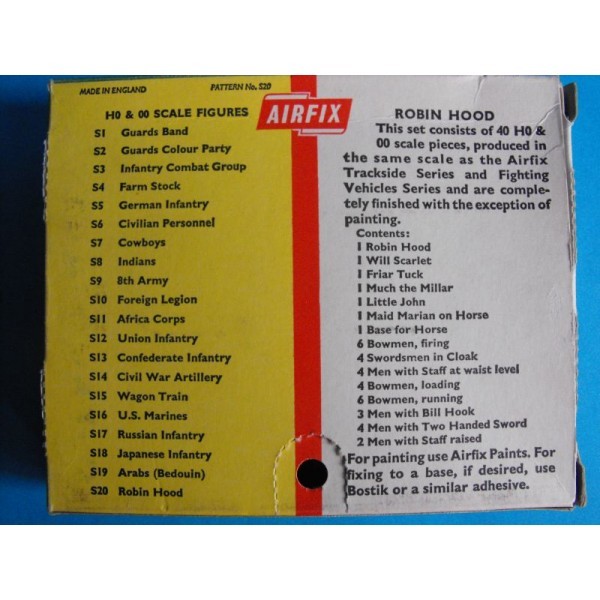 MADE IN ENGLAND
PATTERN No. S20
H0 & 00 SCALE FIGURES
S1 Guards Band
S2 Guards Colour Party
S3 Infantry Combat Group
S4 Farm Stock
S5 German Infantry
S6 Civilian Personnel
S7 Cowboys
S8 Indians
S9 8th Army
S10 Foreign Legion
S11 Africa Corps
S12 Union Infantry
S13 Confederate Infantry
S14 Civil War Artillery
S15 Wagon Train
S16 U.S. Marines
S17 Russian Infantry
S18 Japanese Infantry
S19 Arabs (Bedouin)
S20 Robin Hood
AIRFIX
ROBIN HOOD
This set consists of 40 H0 &
00 scale pieces, produced in
the same scale as the Airfix
Trackside Series and Fighting
Vehicles Series and are comple-
tely finished with the exception of
painting.
Contents:
1 Robin Hood
1 Will Scarlet
1 Friar Tuck
1 Much the Millar
1 Little John
1 Maid Marian on Horse
1 Base for Horse
6 Bowmen, firing
4 Swordsmen in Cloak
4 Men with Staff at waist level
4 Bowmen, loading
6 Bowmen, running
3 Men with Bill Hook
4 Men with Two Handed Sword
2 Men with Staff raised
For painting use Airfix Paints. For
fixing to a base, if desired, use
Bostik or a similar adhesive.